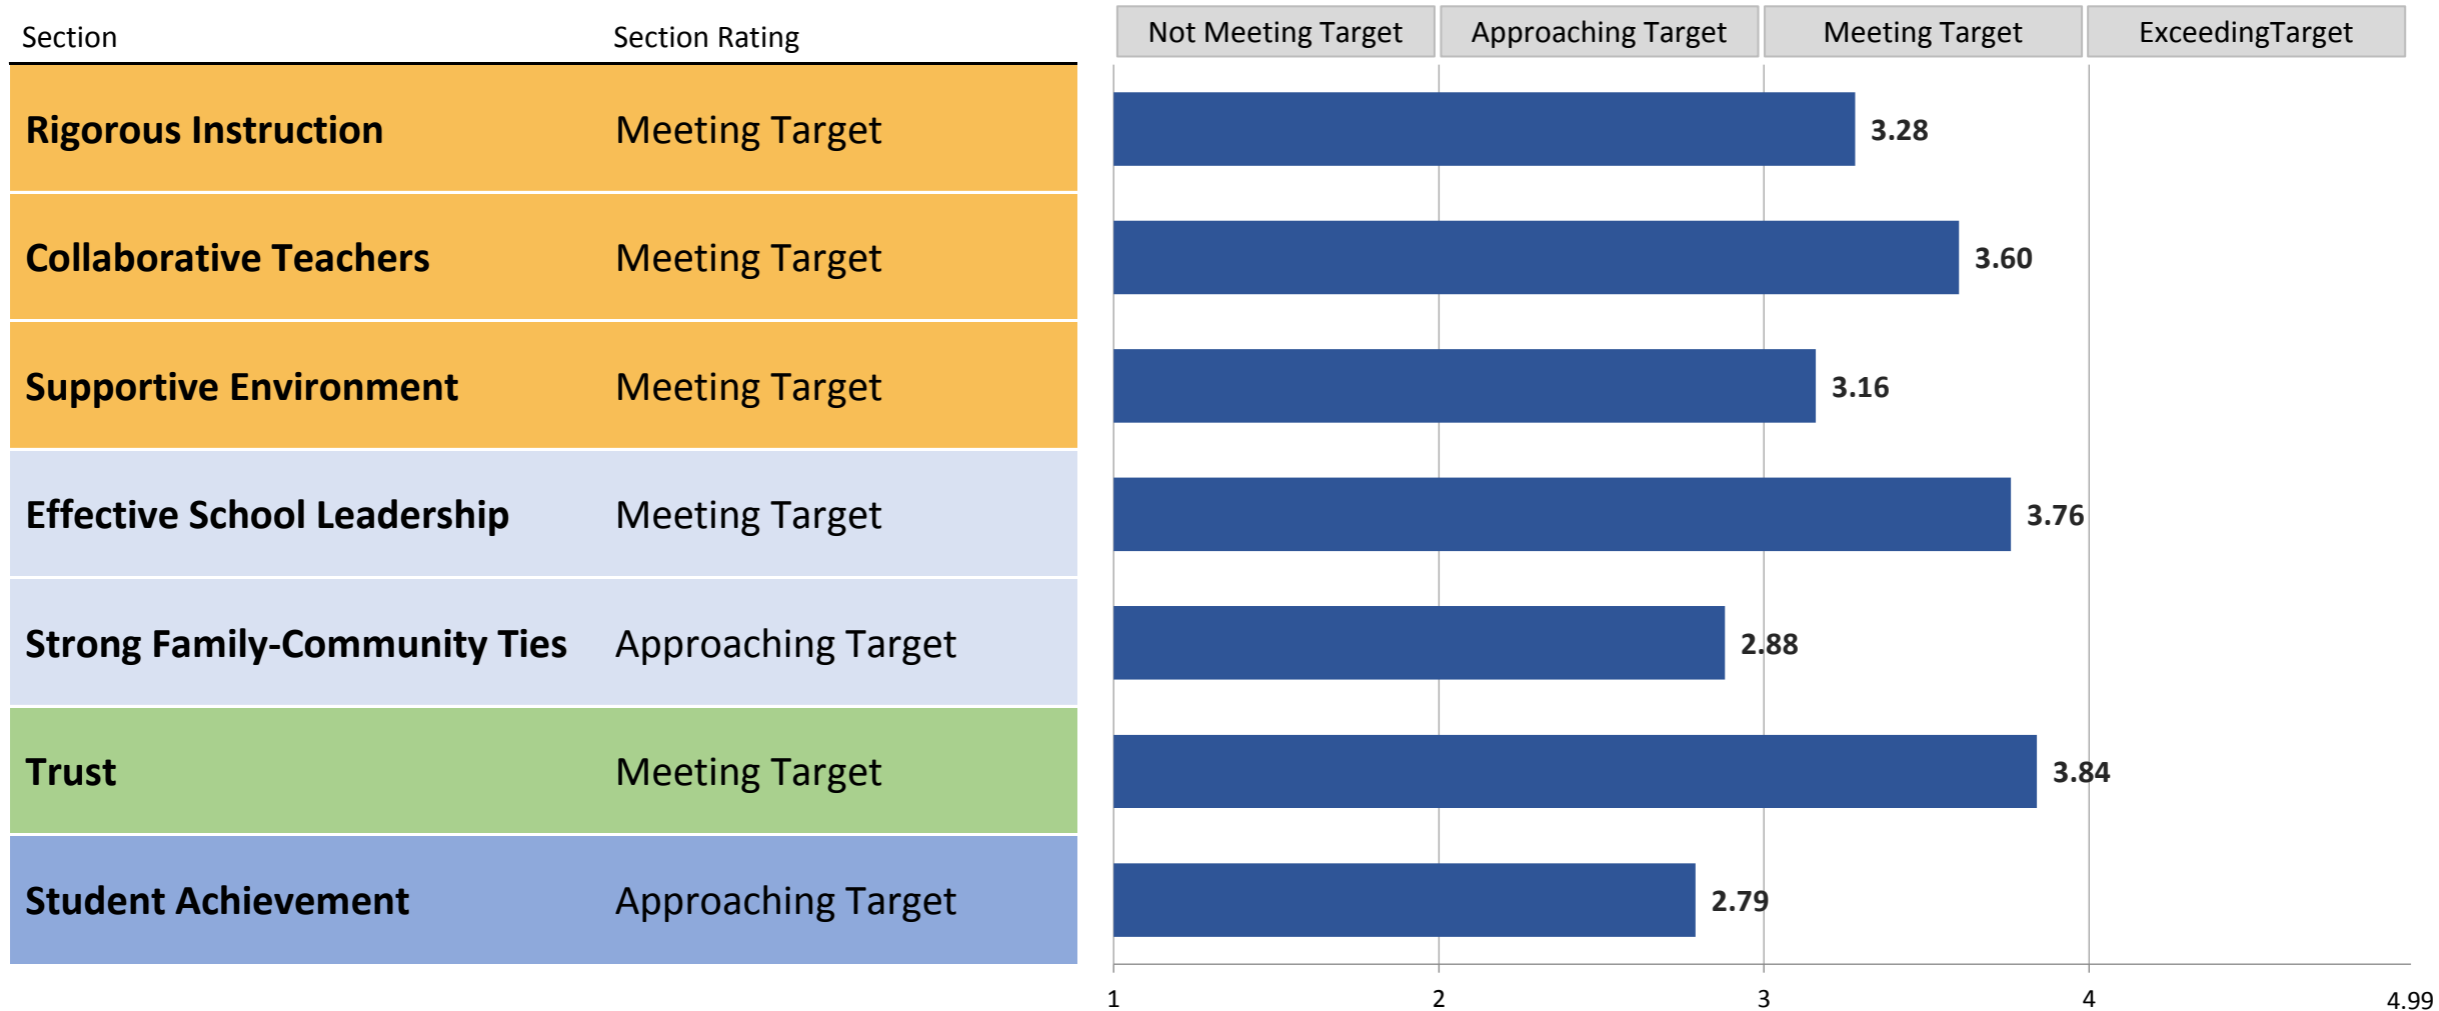 Section Section Rating Not Meeting Target Approaching Target Meeting Target ExceedingTarget
Rigorous Instruction Meeting Target 3.28
Collaborative Teachers Meeting Target 3.60
Supportive Environment Meeting Target 3.16
Effective School Leadership Meeting Target 3.76
Strong Family-Community Ties Approaching Target 2.88
Trust Meeting Target 3.84
Student Achievement Approaching Target 2.79
1 2 3 4 4.99